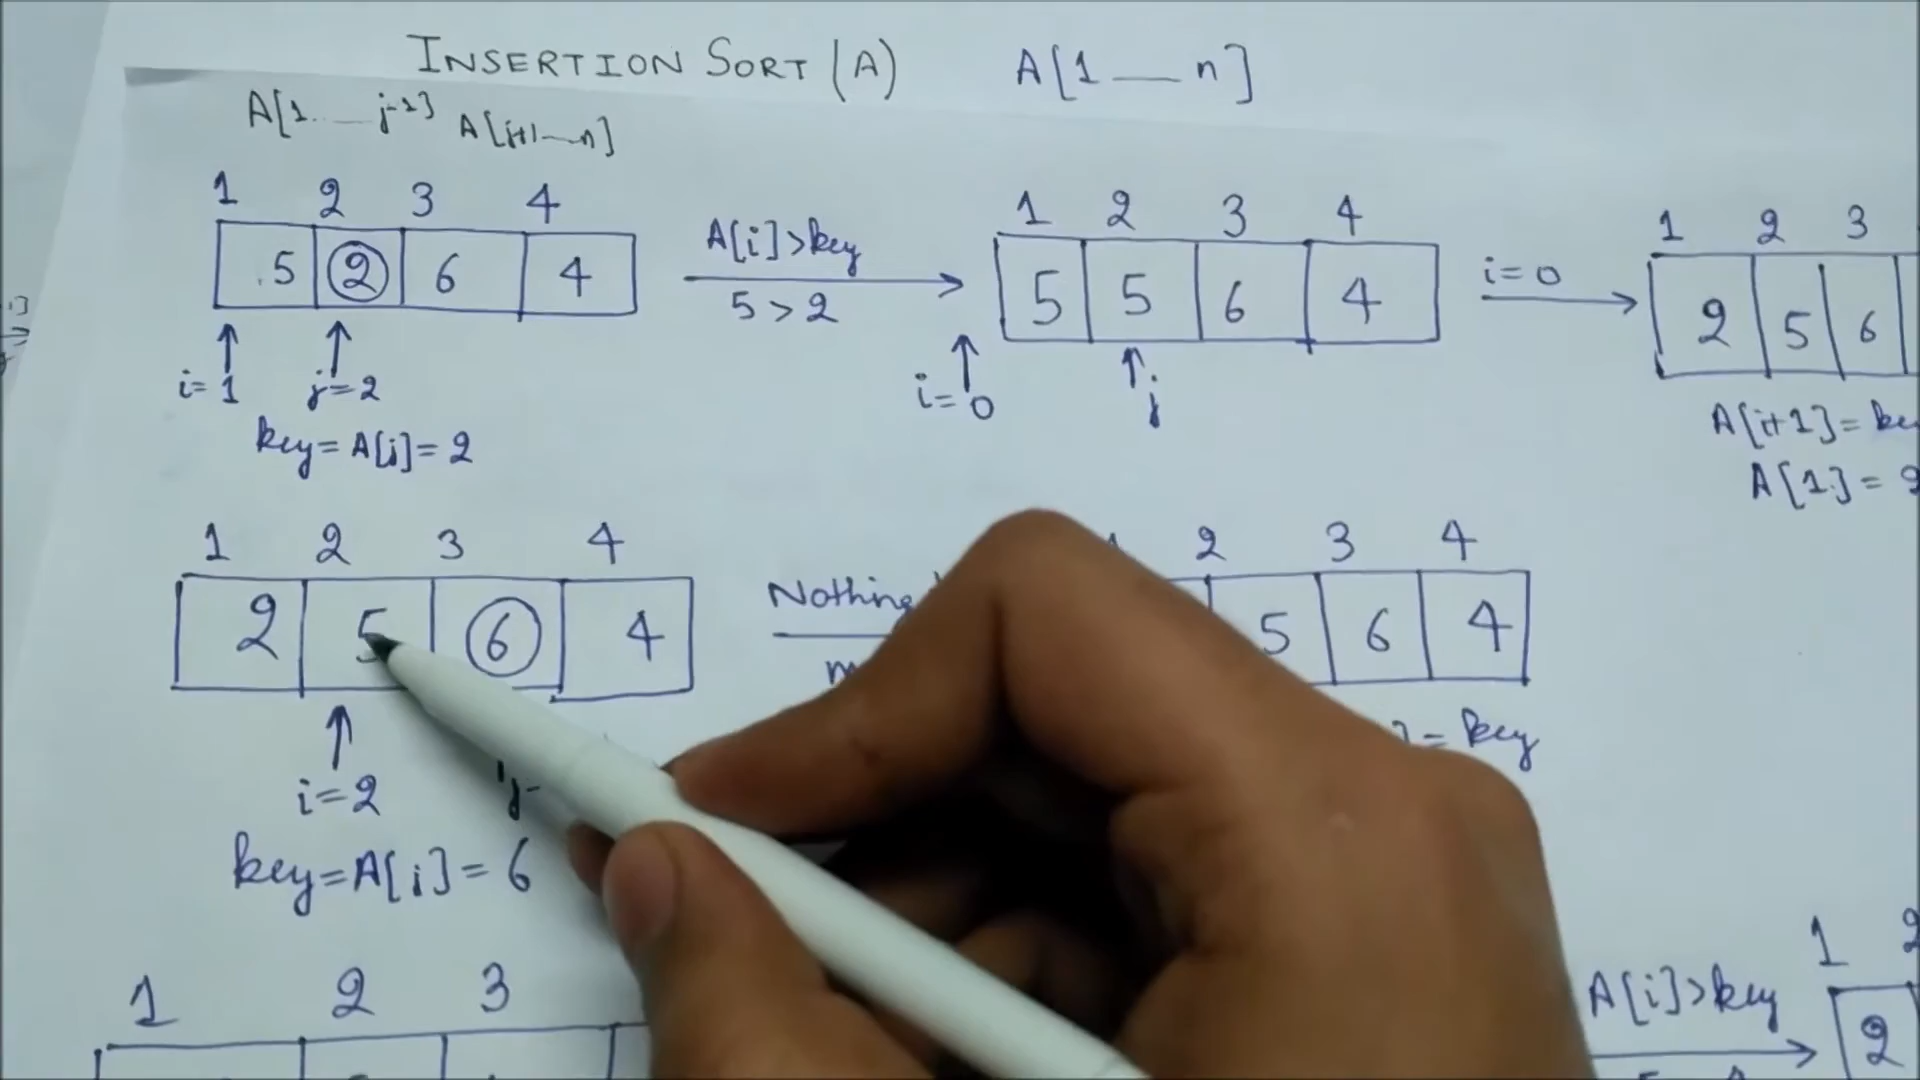 INSERTION SORT (A) A[1 — n]
A[1...—j-1] A[j+1—n]
1 2 3 4
5 2 6 4
i=1 j=2
key=A[j]=2
A[i]>key
5>2
1 2 3 4
5 5 6 4
i=0 j
i=0
1 2 3
2 5 6
A[i+1]=
A[1]=
1 2 3 4
2 5 6 4
i=2
key=A[j]=6
Nothing
2 3 4
5 6 4
= key
1 2 3
A[i]>key
1 2
2